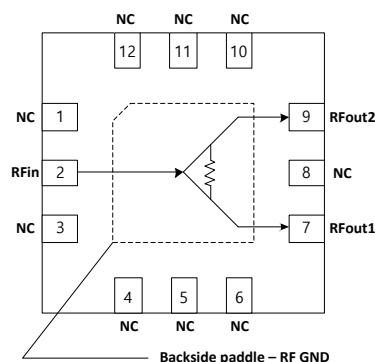 NC NC NC
12 11 10
NC 1 9 RFout2
RFin 2 8 NC
NC 3 7 RFout1
4 5 6
NC NC NC
Backside paddle – RF GND